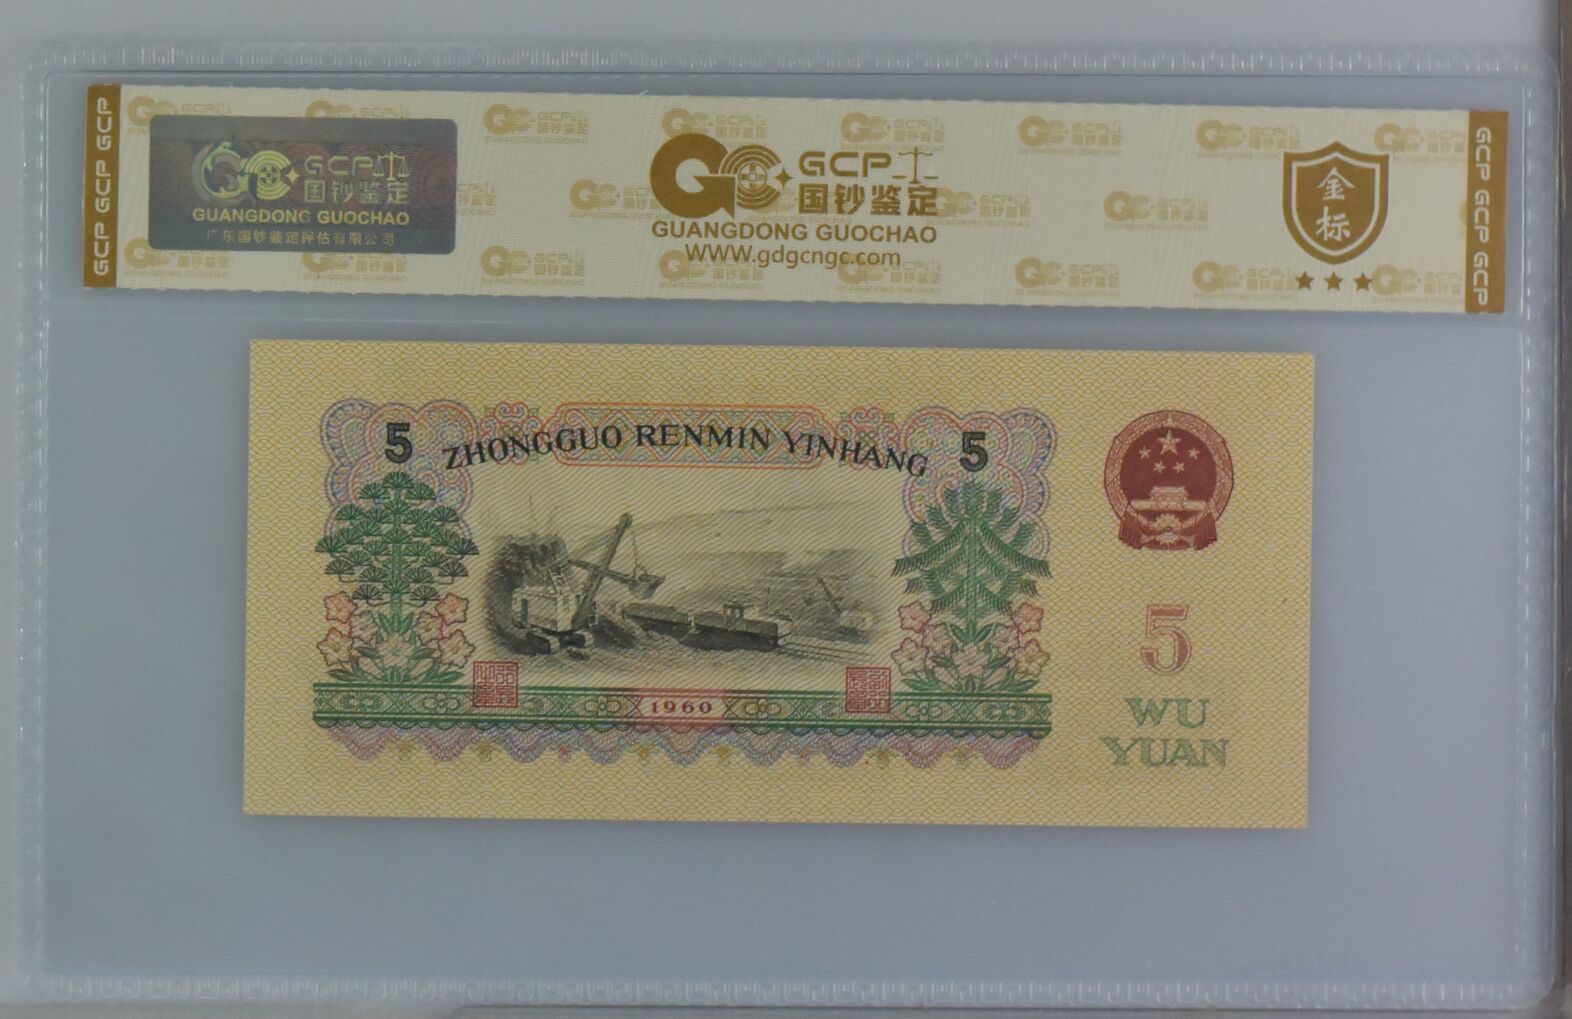 GCP GCP GCP
GCP
国钞鉴定
GUANGDONG GUOCHAO
广东国钞鉴定评估有限公司
GCP
国钞鉴定
GUANGDONG GUOCHAO
WWW.gdgcngc.com
金
标
GCP GCP GCP
5
ZHONGGUO RENMIN YINHANG
5
1960
5
WU
YUAN